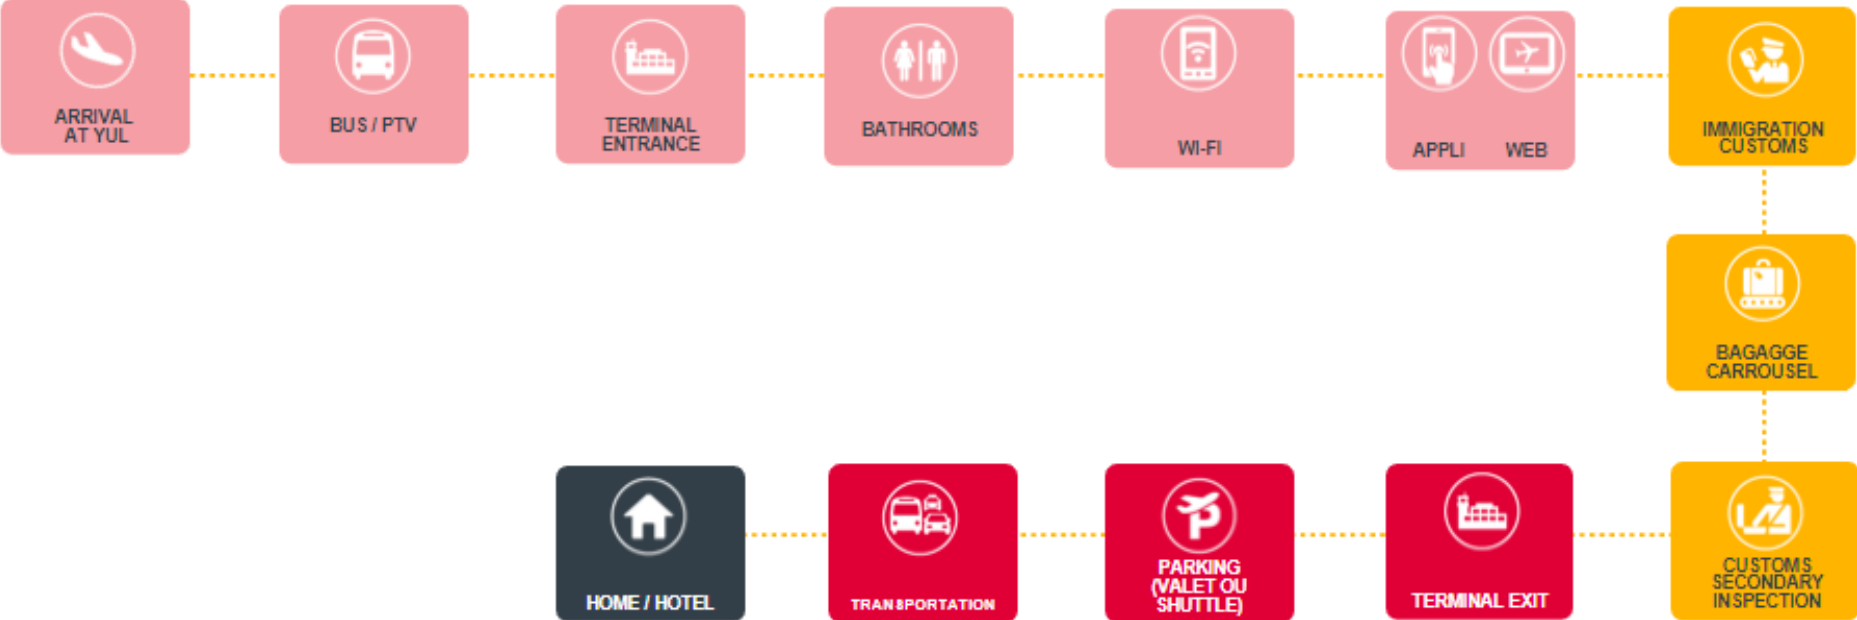 ARRIVAL
AT YUL
BUS / PTV
TERMINAL
ENTRANCE
BATHROOMS
WI-FI
APPLI
WEB
IMMIGRATION
CUSTOMS
BAGAGGE
CARROUSEL
CUSTOMS
SECONDARY
INSPECTION
TERMINAL EXIT
PARKING
(VALET OU
SHUTTLE)
TRANSPORTATION
HOME / HOTEL